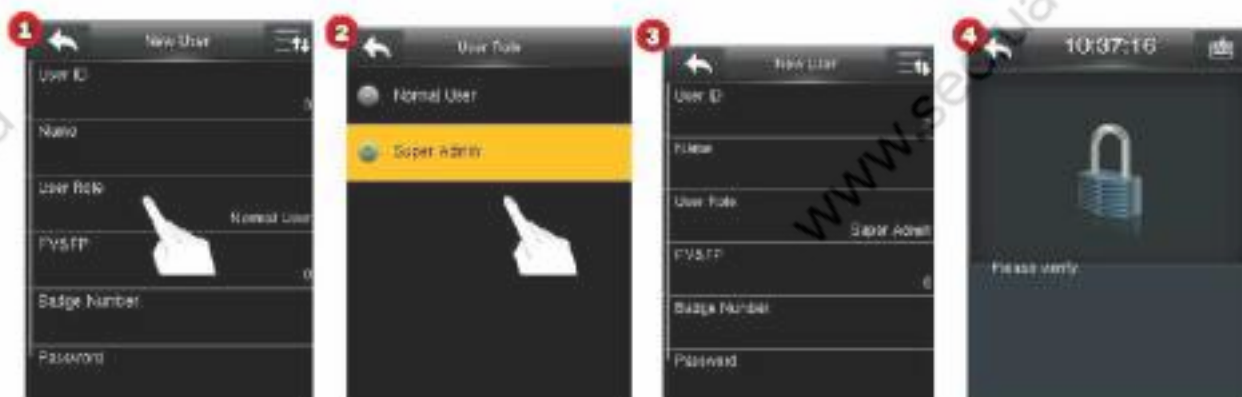 1
New User
User ID
0
Name
User Role
Normal User
FV&FP
0
Badge Number
Password
2
User Role
Normal User
Super Admin
3
New User
User ID
Name
User Role
Super Admin
FV&FP
0
Badge Number
Password
4
10:37:16
Please verify